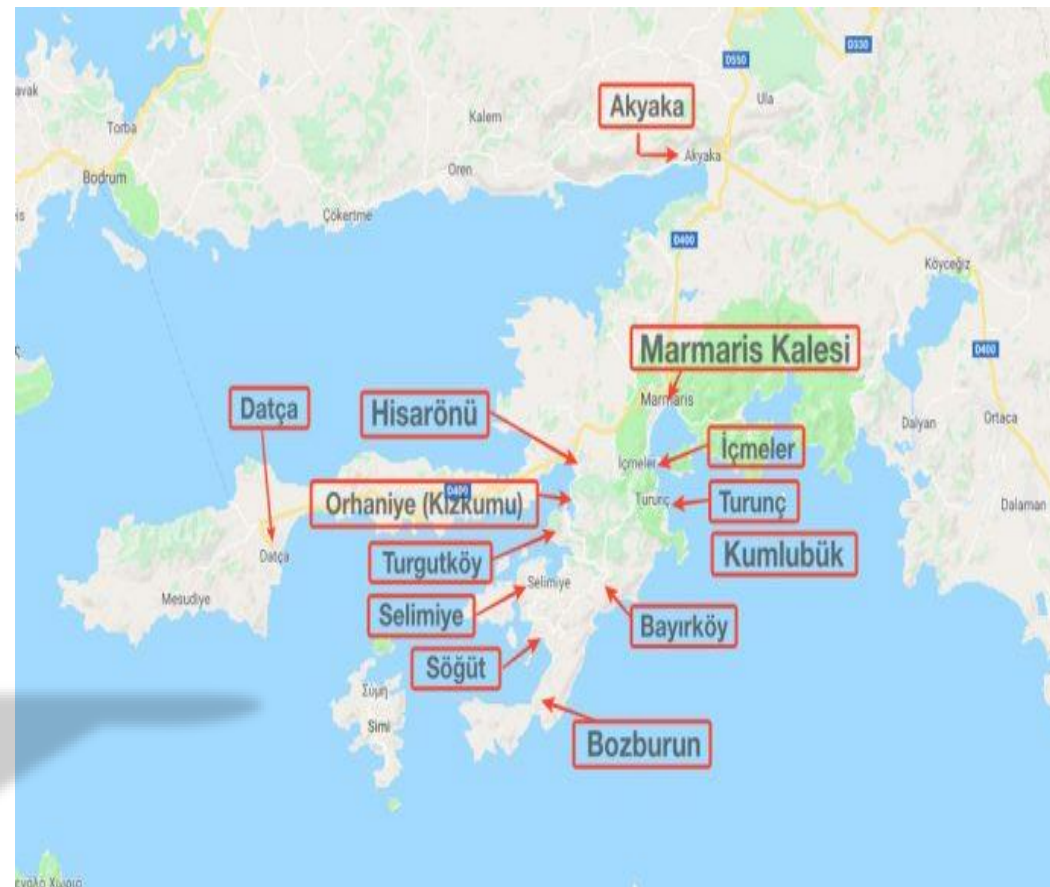 D330
D550
avak
Akyaka
Ula
Kalem
Torba
Akyaka
Oren
Bodrum
Çökertme
D400
Köyceğiz
Marmaris Kalesi
D400
Marmaris
Datça
Hisarönü
Dalyan
Ortaca
İçmeler
İçmeler
D400
Orhaniye (Kızkumu)
Turunç
Turunç
Dalaman
Datça
Turgutköy
Kumlubük
Selimiye
Mesudiye
Selimiye
Bayırköy
Söğüt
Σύμη
Simi
Bozburun